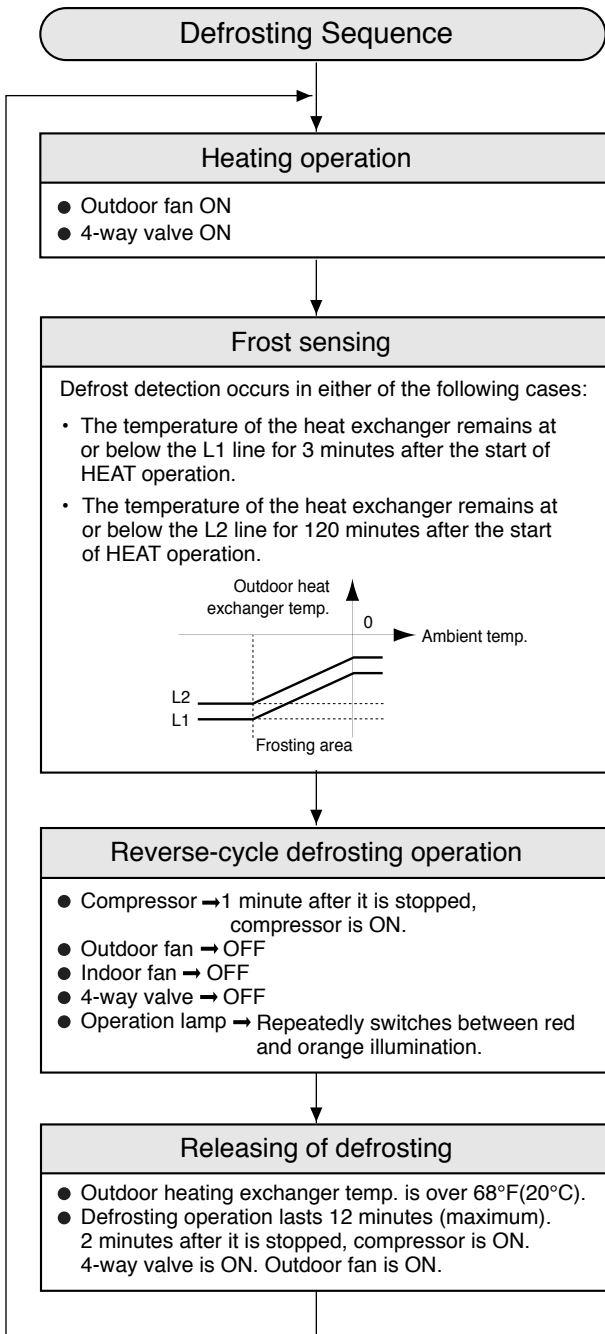 Defrosting Sequence
Heating operation
● Outdoor fan ON
● 4-way valve ON
Frost sensing
Defrost detection occurs in either of the following cases:
・ The temperature of the heat exchanger remains at
or below the L1 line for 3 minutes after the start of
HEAT operation.
・ The temperature of the heat exchanger remains at
or below the L2 line for 120 minutes after the start
of HEAT operation.
Outdoor heat
exchanger temp.
0
Ambient temp.
L2
L1
Frosting area
Reverse-cycle defrosting operation
● Compressor ➞1 minute after it is stopped,
compressor is ON.
● Outdoor fan ➞ OFF
● Indoor fan ➞ OFF
● 4-way valve ➞ OFF
● Operation lamp ➞ Repeatedly switches between red
and orange illumination.
Releasing of defrosting
● Outdoor heating exchanger temp. is over 68°F(20°C).
● Defrosting operation lasts 12 minutes (maximum).
2 minutes after it is stopped, compressor is ON.
4-way valve is ON. Outdoor fan is ON.